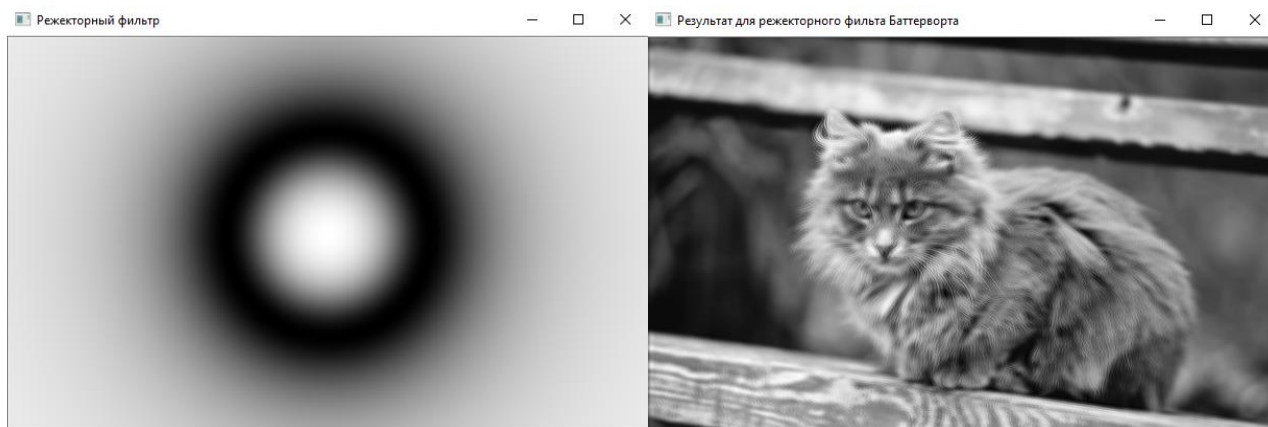 Режекторный фильтр
Результат для режекторного фильта Баттерворта